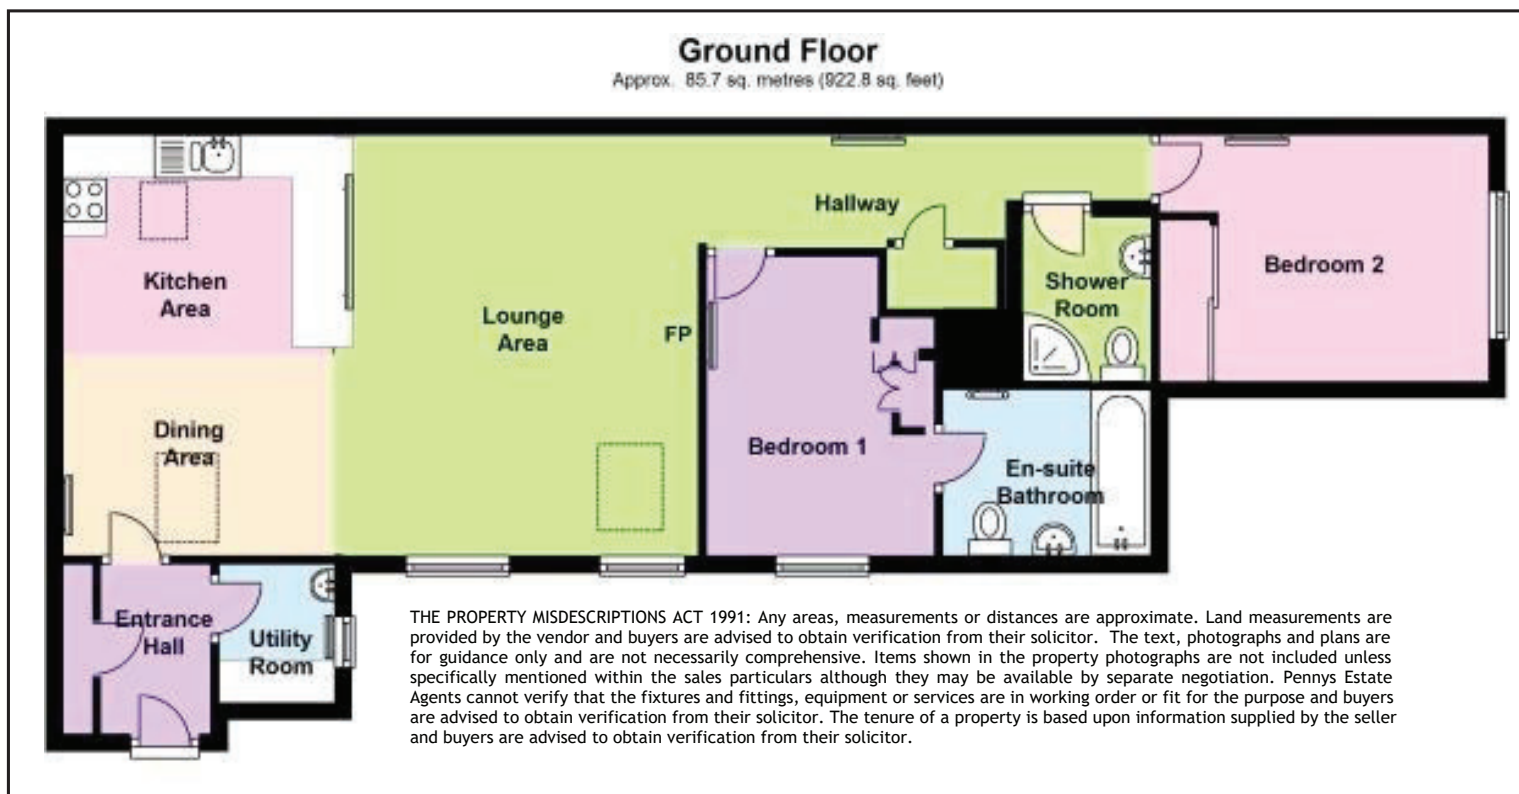 Ground Floor
Approx. 85.7 sq. metres (922.8 sq. feet)
Hallway
Kitchen
Area
Lounge
Area
FP
Shower
Room
Bedroom 2
Dining
Area
Bedroom 1
En-suite
Bathroom
Entrance
Hall
Utility
Room
THE PROPERTY MISDESCRIPTIONS ACT 1991: Any areas, measurements or distances are approximate. Land measurements are
provided by the vendor and buyers are advised to obtain verification from their solicitor. The text, photographs and plans are
for guidance only and are not necessarily comprehensive. Items shown in the property photographs are not included unless
specifically mentioned within the sales particulars although they may be available by separate negotiation. Pennys Estate
Agents cannot verify that the fixtures and fittings, equipment or services are in working order or fit for the purpose and buyers
are advised to obtain verification from their solicitor. The tenure of a property is based upon information supplied by the seller
and buyers are advised to obtain verification from their solicitor.